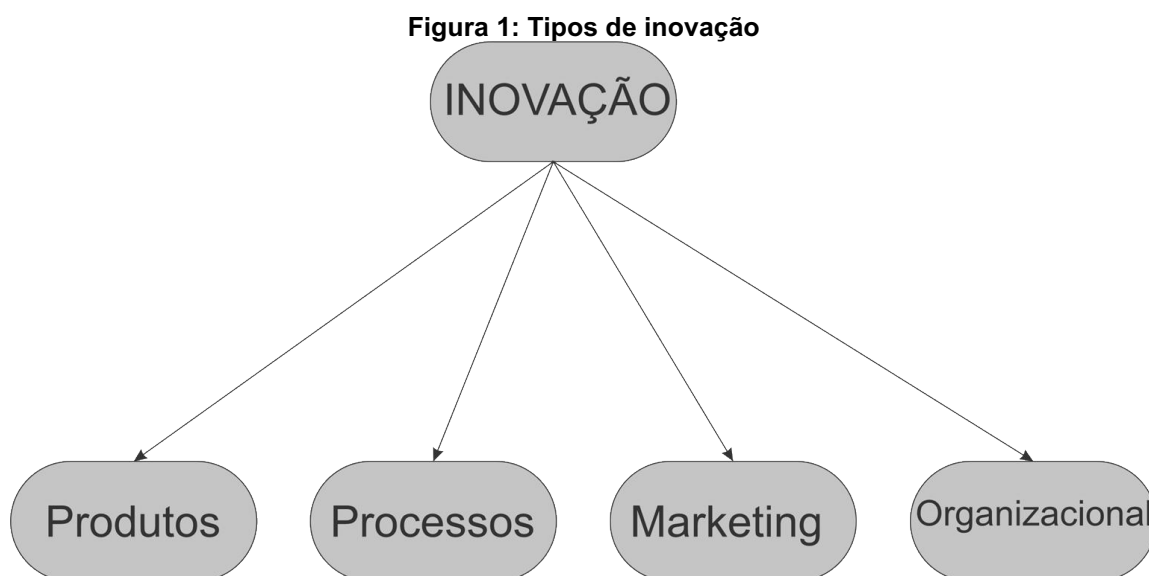 Figura 1: Tipos de inovação
INOVAÇÃO
Produtos
Processos
Marketing
Organizacional